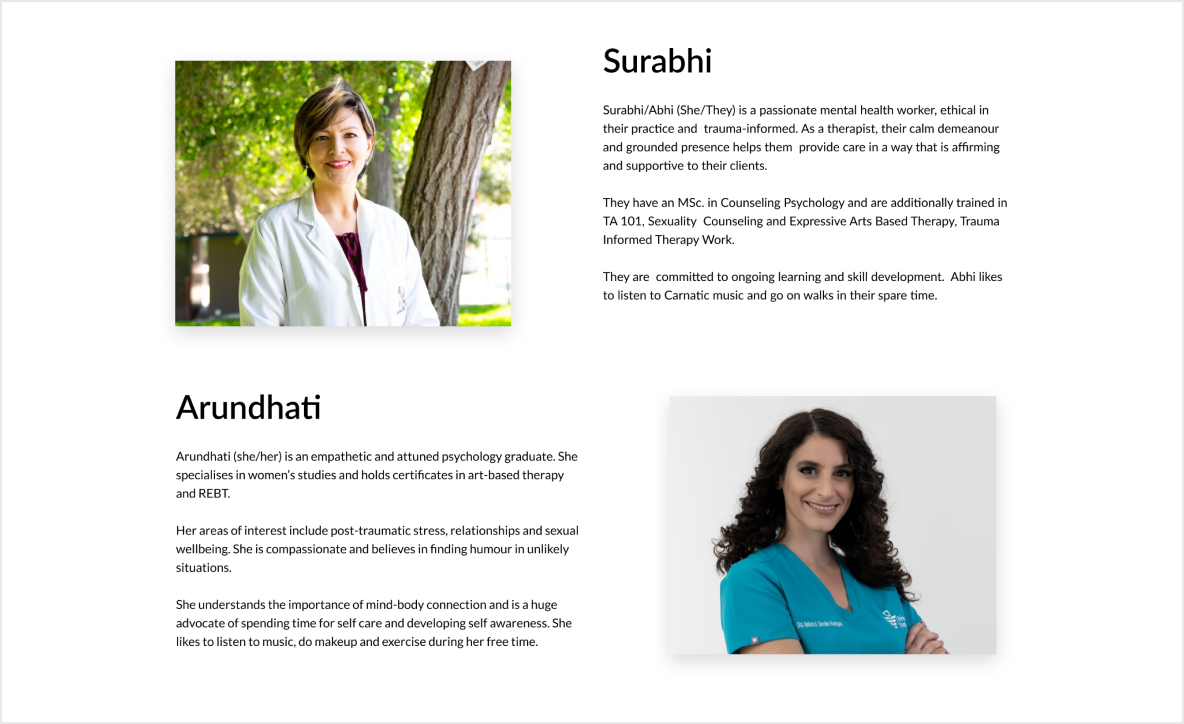 Surabhi
Surabhi/Abhi (She/They) is a passionate mental health worker, ethical in
their practice and  trauma-informed. As a therapist, their calm demeanour
and grounded presence helps them  provide care in a way that is affirming
and supportive to their clients.
They have an MSc. in Counseling Psychology and are additionally trained in
TA 101, Sexuality  Counseling and Expressive Arts Based Therapy, Trauma
Informed Therapy Work.
They are  committed to ongoing learning and skill development.  Abhi likes
to listen to Carnatic music and go on walks in their spare time.
Arundhati
Arundhati (she/her) is an empathetic and attuned psychology graduate. She
specialises in women’s studies and holds certificates in art-based therapy
and REBT.
Her areas of interest include post-traumatic stress, relationships and sexual
wellbeing. She is compassionate and believes in finding humour in unlikely
situations.
She understands the importance of mind-body connection and is a huge
advocate of spending time for self care and developing self awareness. She
likes to listen to music, do makeup and exercise during her free time.